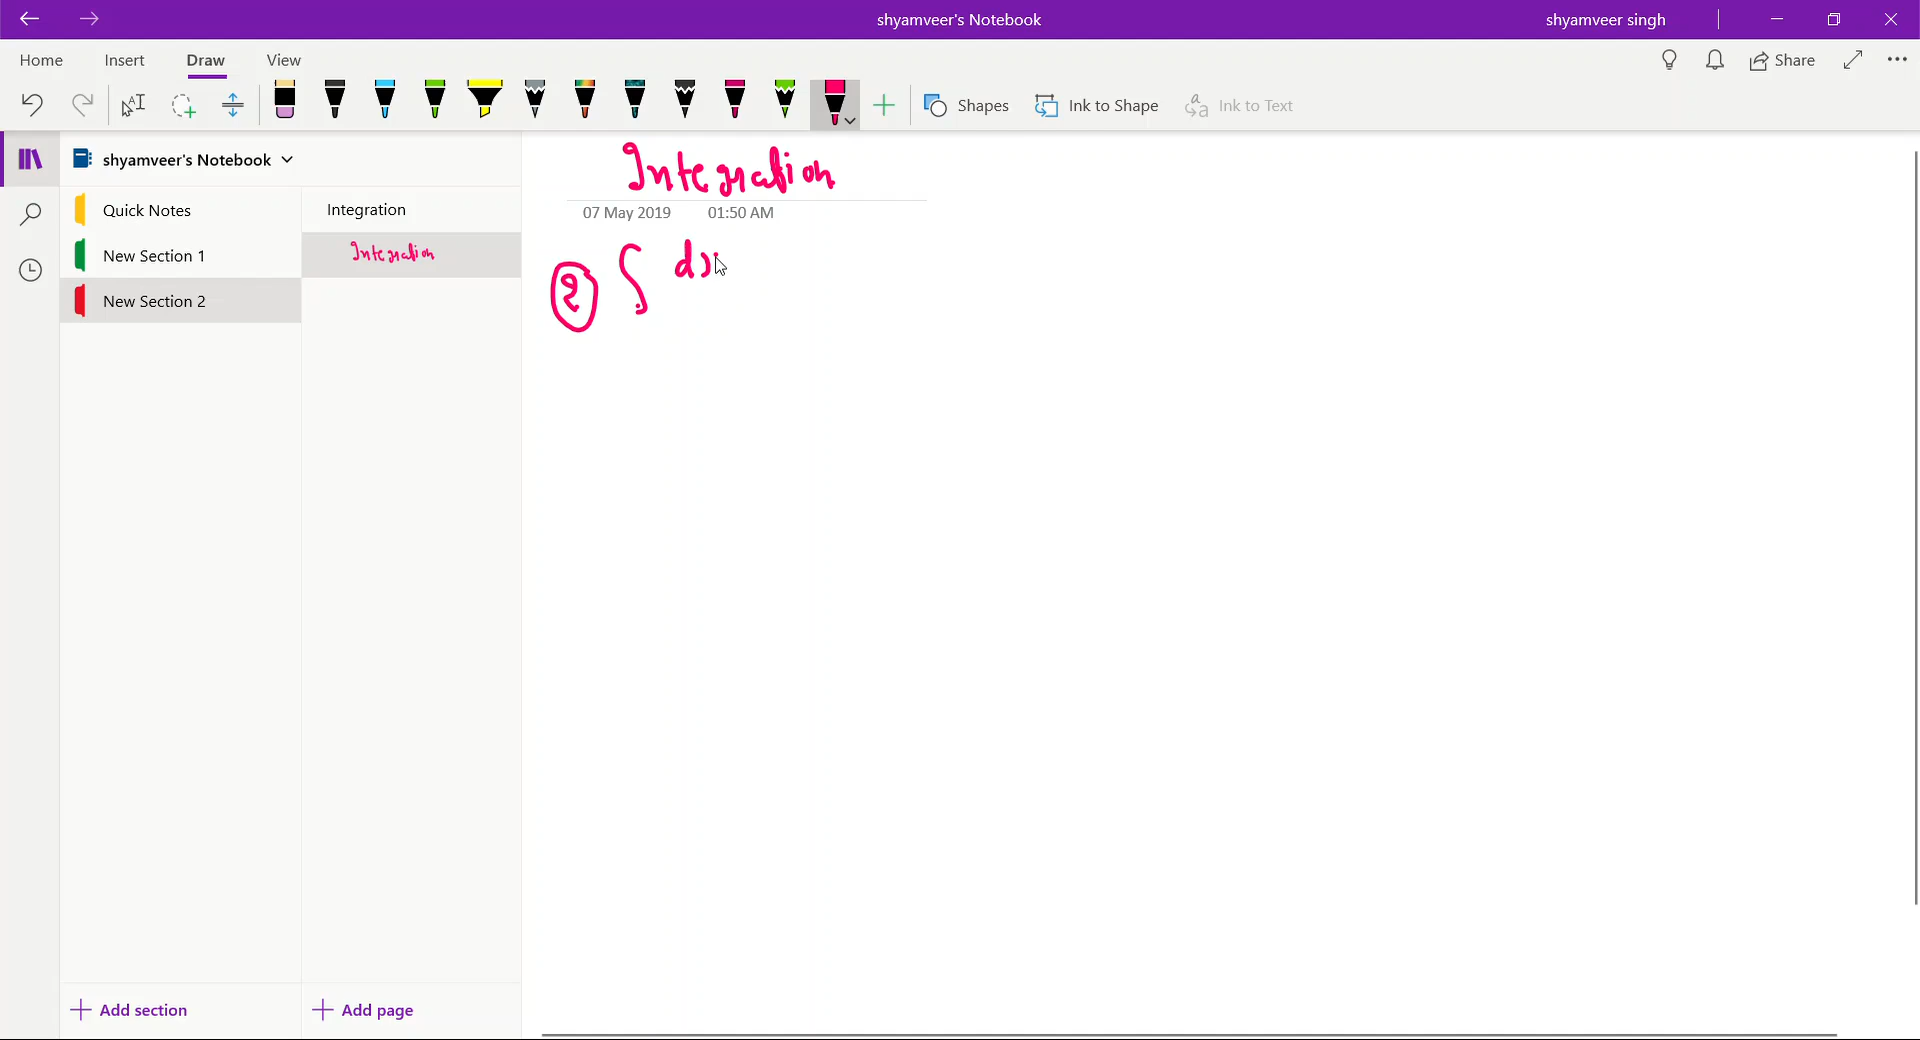 shyamveer's Notebook
shyamveer singh
Home Insert Draw View
Share
Shapes Ink to Shape Ink to Text
shyamveer's Notebook
Quick Notes
New Section 1
New Section 2
Integration
Integration
Integration
07 May 2019 01:50 AM
② ∫
Add section
Add page